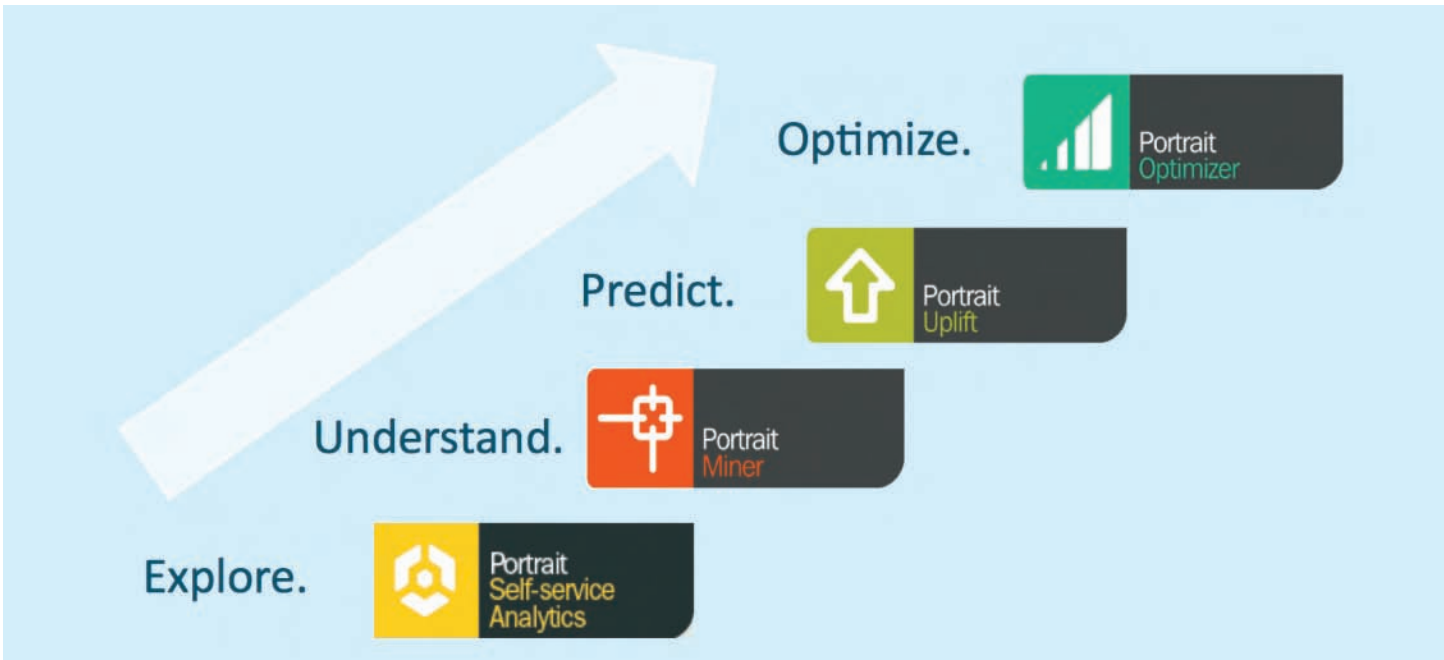 Optimize.
Portrait
Optimizer
Predict.
Portrait
Uplift
Understand.
Portrait
Miner
Explore.
Portrait
Self-service
Analytics